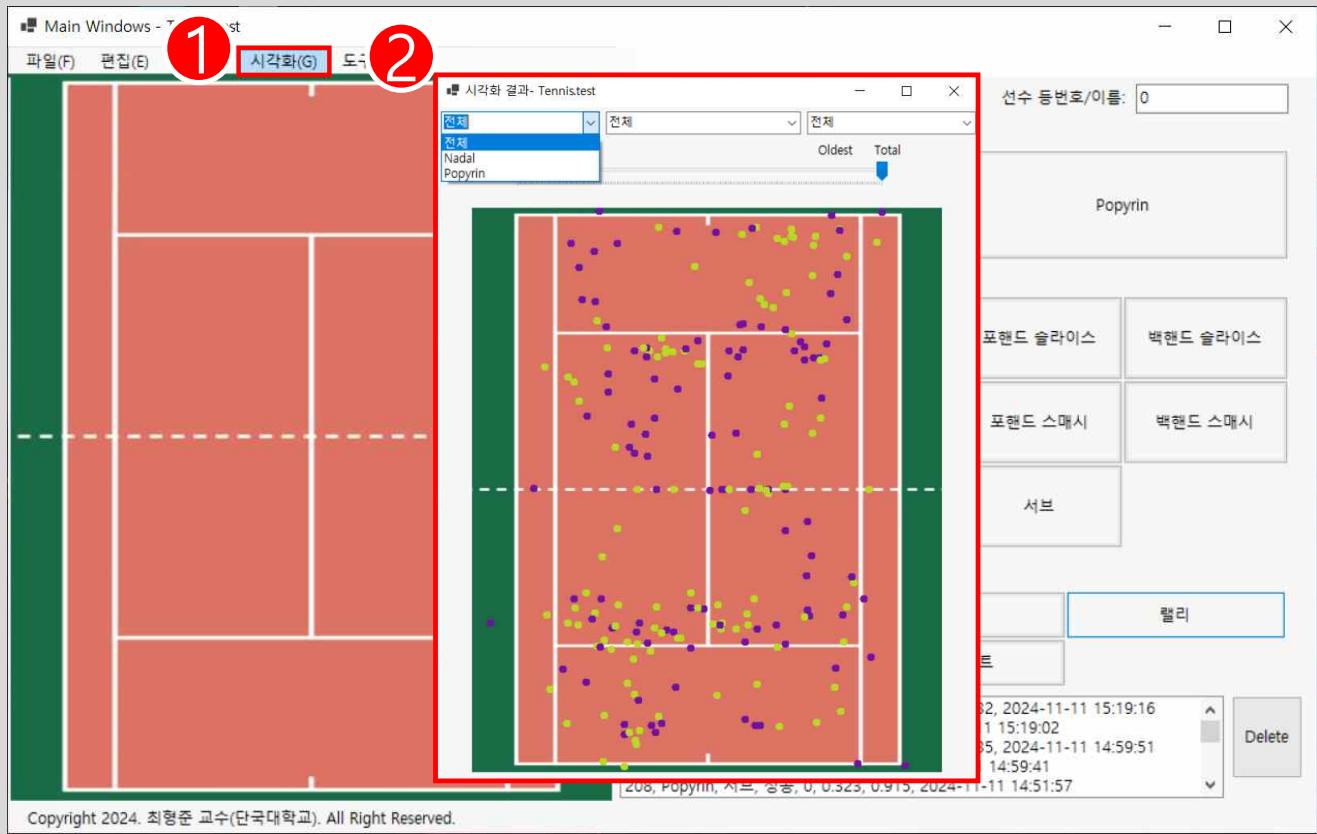 Main Windows - T st
1
2
파일(F) 편집(E) 시각화(G) 도구
시각화 결과- Tennis.test
전체 전체 전체
전체
Nadal
Popyrin
Oldest Total
선수 등번호/이름: 0
Popyrin
포핸드 슬라이스 백핸드 슬라이스
포핸드 스매시 백핸드 스매시
서브
랠리
트
32, 2024-11-11 15:19:16
1 15:19:02
35, 2024-11-11 14:59:51
14:59:41
208, Popyrin, 서브, 성공, 0, 0.323, 0.915, 2024-11-11 14:51:57
Delete
Copyright 2024. 최형준 교수(단국대학교). All Right Reserved.